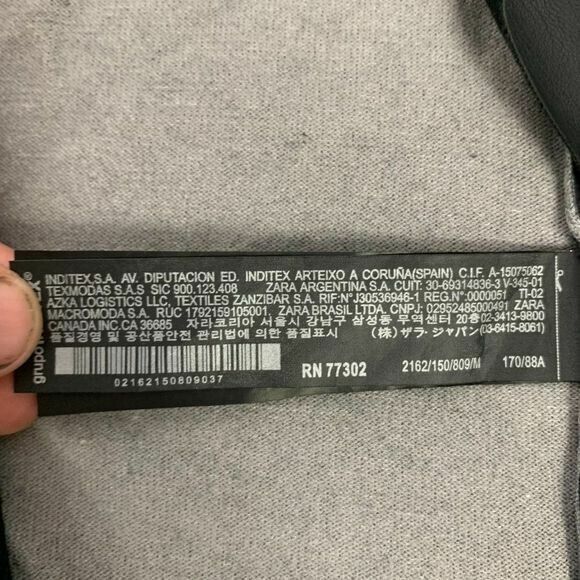 INDITEX,S.A. AV. DIPUTACION ED. INDITEX ARTEIXO A CORUÑA(SPAIN) C.I.F. A-15075062
TEXMODAS S.A.S SIC 900.123.408 ZARA ARGENTINA S.A. CUIT: 30-69314836-3 V-345-01
AZKA LOGISTICS LLC, TEXTILES ZANZIBAR S.A. RIF:N°J30536946-1 REG.N°:0000051 TI-02
MACROMODA S.A. RUC 1792159105001. ZARA BRASIL LTDA. CNPJ: 02952485000491 ZARA
CANADA INC.CA 36685 자라코리아 서울시 강남구 삼성동 무역센터 20층 02-3413-9800
품질경영 및 공산품안전 관리법에 의한 품질표시 (株) ザラ・ジャパン (03-6415-8061)
grupo
02162150809037
RN 77302
2162/150/809/M
170/88A